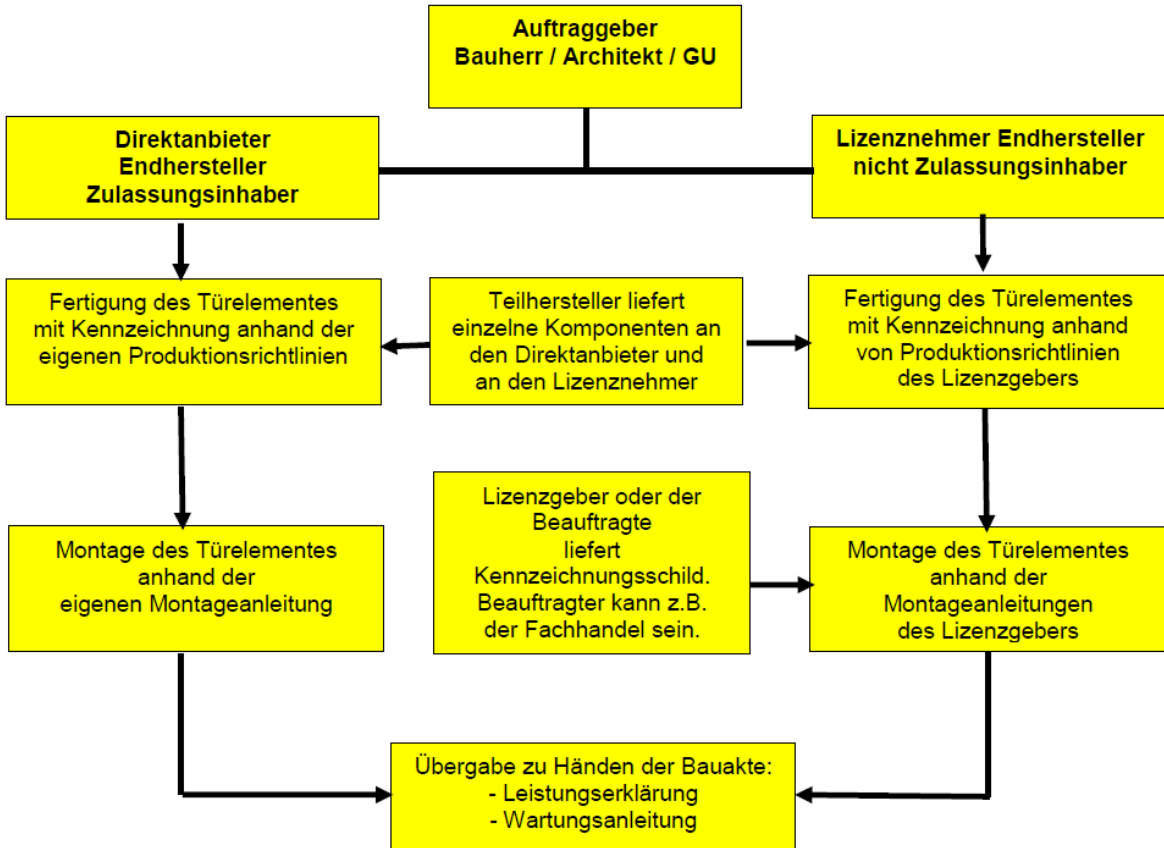 Auftraggeber
Bauherr / Architekt / GU
Direktanbieter
Endhersteller
Zulassungsinhaber
Lizenznehmer Endhersteller
nicht Zulassungsinhaber
Fertigung des Türelementes
mit Kennzeichnung anhand der
eigenen Produktionsrichtlinien
Teilhersteller liefert
einzelne Komponenten an
den Direktanbieter und
an den Lizenznehmer
Fertigung des Türelementes
mit Kennzeichnung anhand
von Produktionsrichtlinien
des Lizenzgebers
Montage des Türelementes
anhand der
eigenen Montageanleitung
Lizenzgeber oder der
Beauftragte
liefert
Kennzeichnungsschild.
Beauftragter kann z.B.
der Fachhandel sein.
Montage des Türelementes
anhand der
Montageanleitungen
des Lizenzgebers
Übergabe zu Händen der Bauakte:
- Leistungserklärung
- Wartungsanleitung